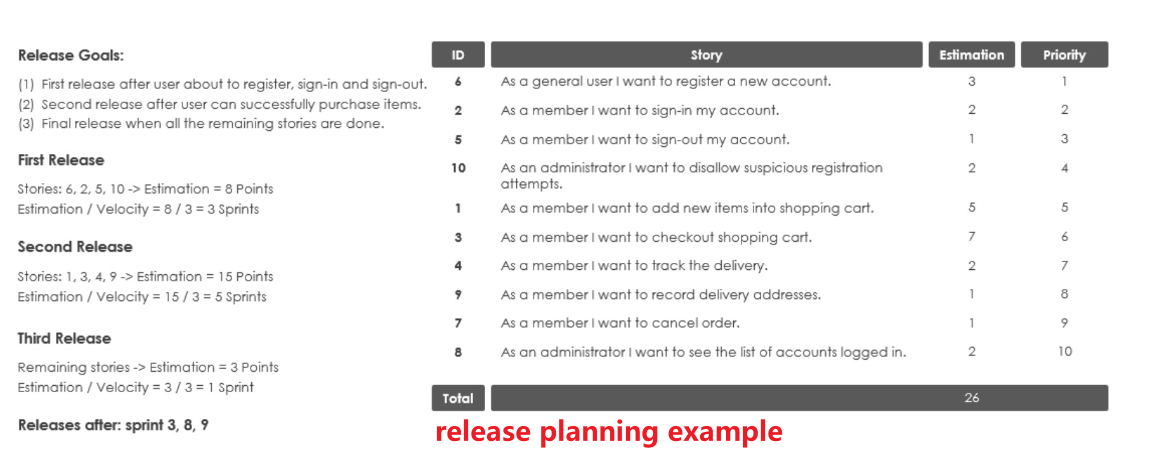 Release Goals:
(1) First release after user about to register, sign-in and sign-out.
(2) Second release after user can successfully purchase items.
(3) Final release when all the remaining stories are done.
First Release
Stories: 6, 2, 5, 10 -> Estimation = 8 Points
Estimation / Velocity = 8 / 3 = 3 Sprints
Second Release
Stories: 1, 3, 4, 9 -> Estimation = 15 Points
Estimation / Velocity = 15 / 3 = 5 Sprints
Third Release
Remaining stories -> Estimation = 3 Points
Estimation / Velocity = 3 / 3 = 1 Sprint
Releases after: sprint 3, 8, 9
ID Story Estimation Priority
6 As a general user I want to register a new account. 3 1
2 As a member I want to sign-in my account. 2 2
5 As a member I want to sign-out my account. 1 3
10 As an administrator I want to disallow suspicious registration 2 4
attempts.
1 As a member I want to add new items into shopping cart. 5 5
3 As a member I want to checkout shopping cart. 7 6
4 As a member I want to track the delivery. 2 7
9 As a member I want to record delivery addresses. 1 8
7 As a member I want to cancel order. 1 9
8 As an administrator I want to see the list of accounts logged in. 2 10
Total 26
release planning example